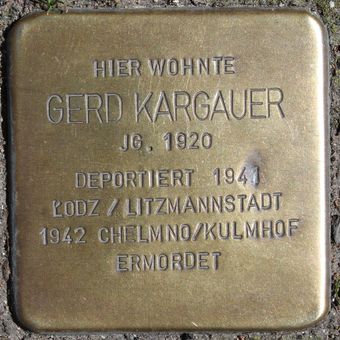 HIER WOHNTE
GERD KARGAUER
JG. 1920
DEPORTIERT 1941
ŁODZ / LITZMANNSTADT
1942 CHELMNO/KULMHOF
ERMORDET